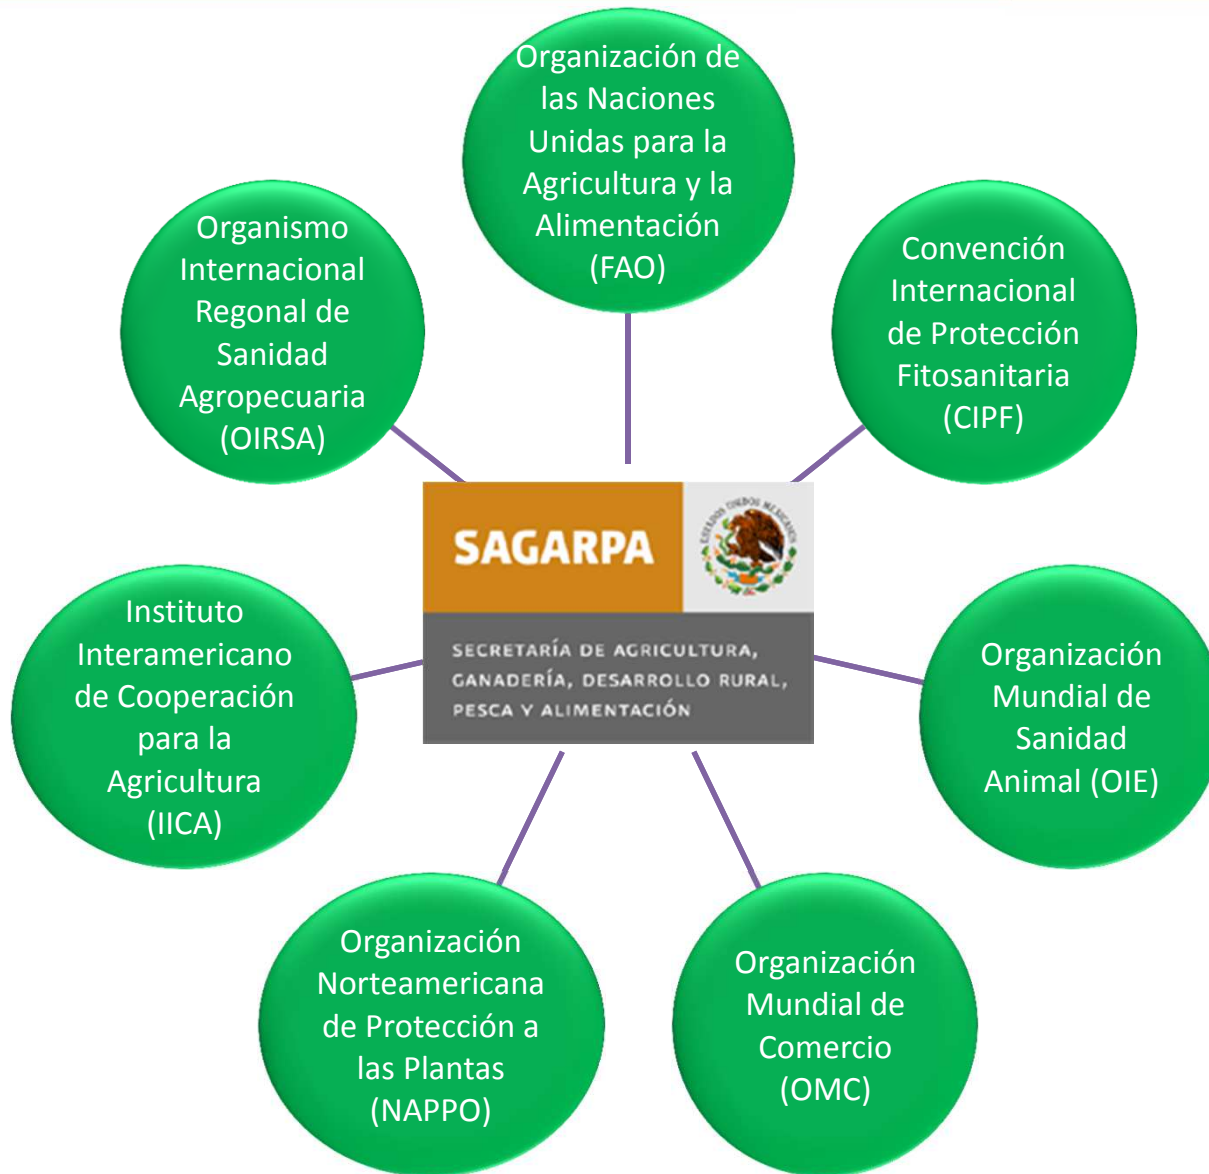 Organización de
las Naciones
Unidas para la
Agricultura y la
Alimentación
(FAO)
Organismo
Internacional
Regonal de
Sanidad
Agropecuaria
(OIRSA)
Convención
Internacional
de Protección
Fitosanitaria
(CIPF)
SAGARPA
ESTADOS UNIDOS MEXICANOS
SECRETARÍA DE AGRICULTURA,
GANADERÍA, DESARROLLO RURAL,
PESCA Y ALIMENTACIÓN
Instituto
Interamericano
de Cooperación
para la
Agricultura
(IICA)
Organización
Mundial de
Sanidad
Animal (OIE)
Organización
Norteamericana
de Protección a
las Plantas
(NAPPO)
Organización
Mundial de
Comercio
(OMC)